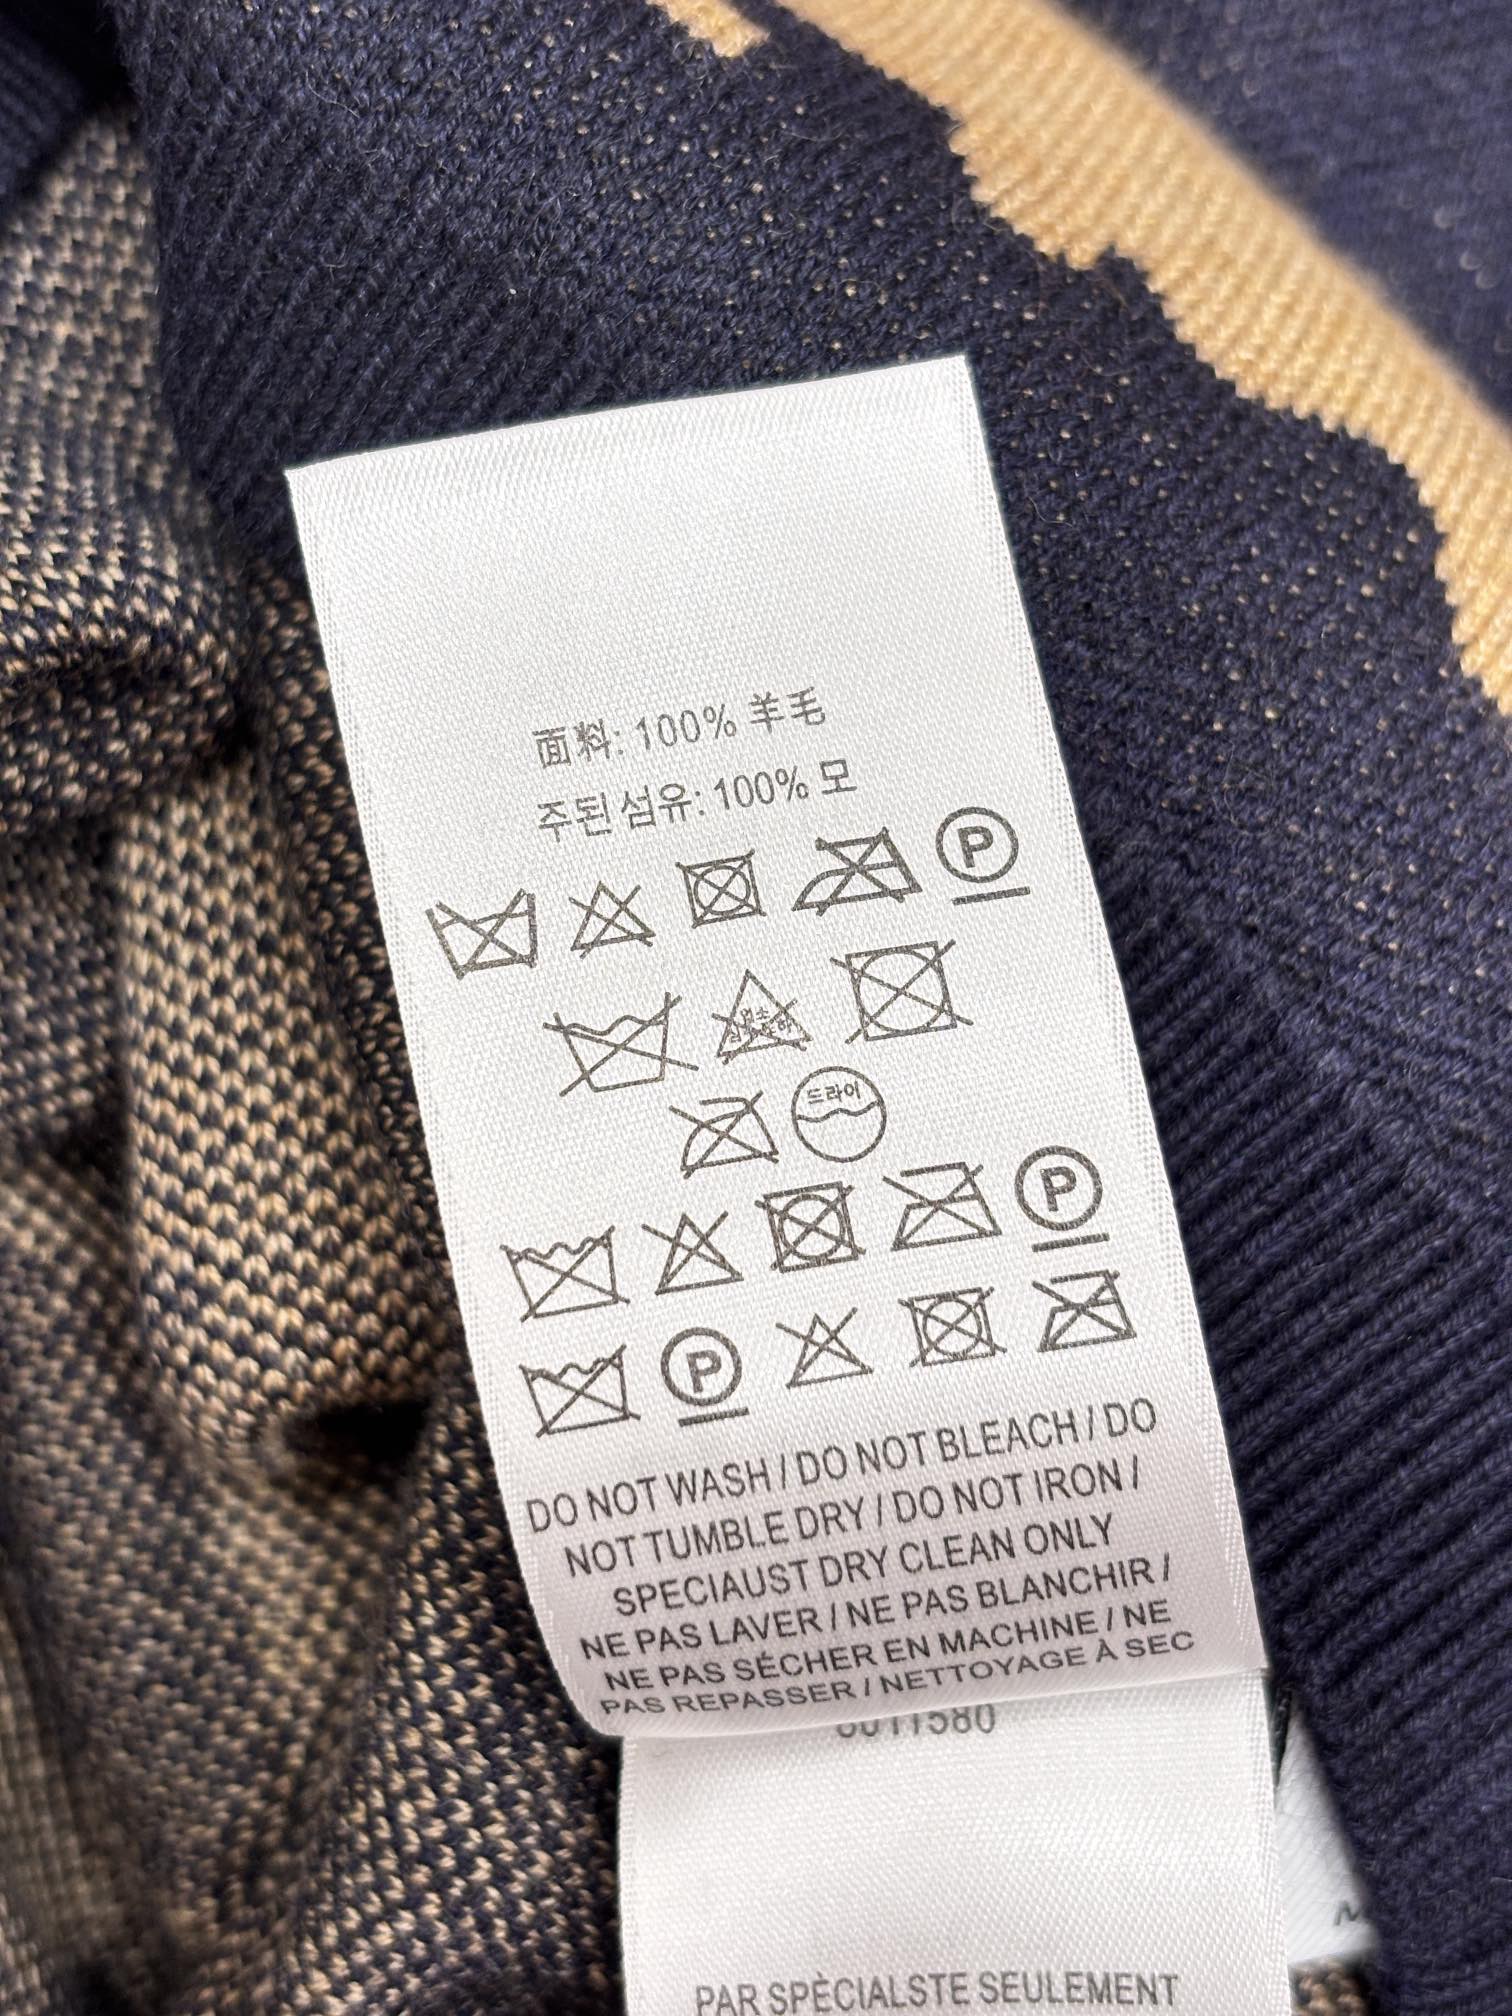 面料: 100% 羊毛
주된 섬유: 100% 모
P
드라이
P
P
DO NOT WASH / DO NOT BLEACH / DO
NOT TUMBLE DRY / DO NOT IRON /
SPECIAUST DRY CLEAN ONLY
NE PAS LAVER / NE PAS BLANCHIR /
NE PAS SÉCHER EN MACHINE / NE
PAS REPASSER / NETTOYAGE À SEC
PAR SPÈCIALSTE SEULEMENT